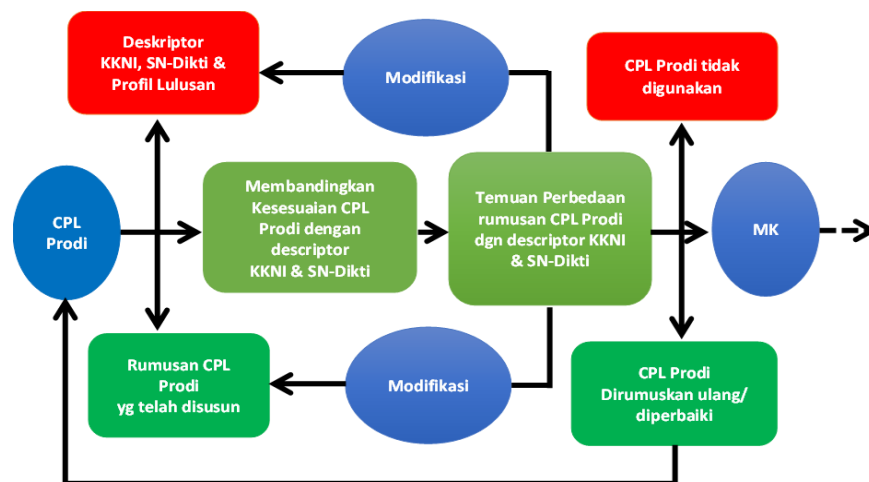 Deskriptor
KKNI, SN-Dikti &
Profil Lulusan
Modifikasi
CPL Prodi tidak
digunakan
CPL
Prodi
Membandingkan
Kesesuaian CPL
Prodi dengan
descriptor
KKNI & SN-Dikti
Temuan Perbedaan
rumusan CPL Prodi
dgn descriptor KKNI
& SN-Dikti
MK
Rumusan CPL
Prodi
yg telah disusun
Modifikasi
CPL Prodi
Dirumuskan ulang/
diperbaiki